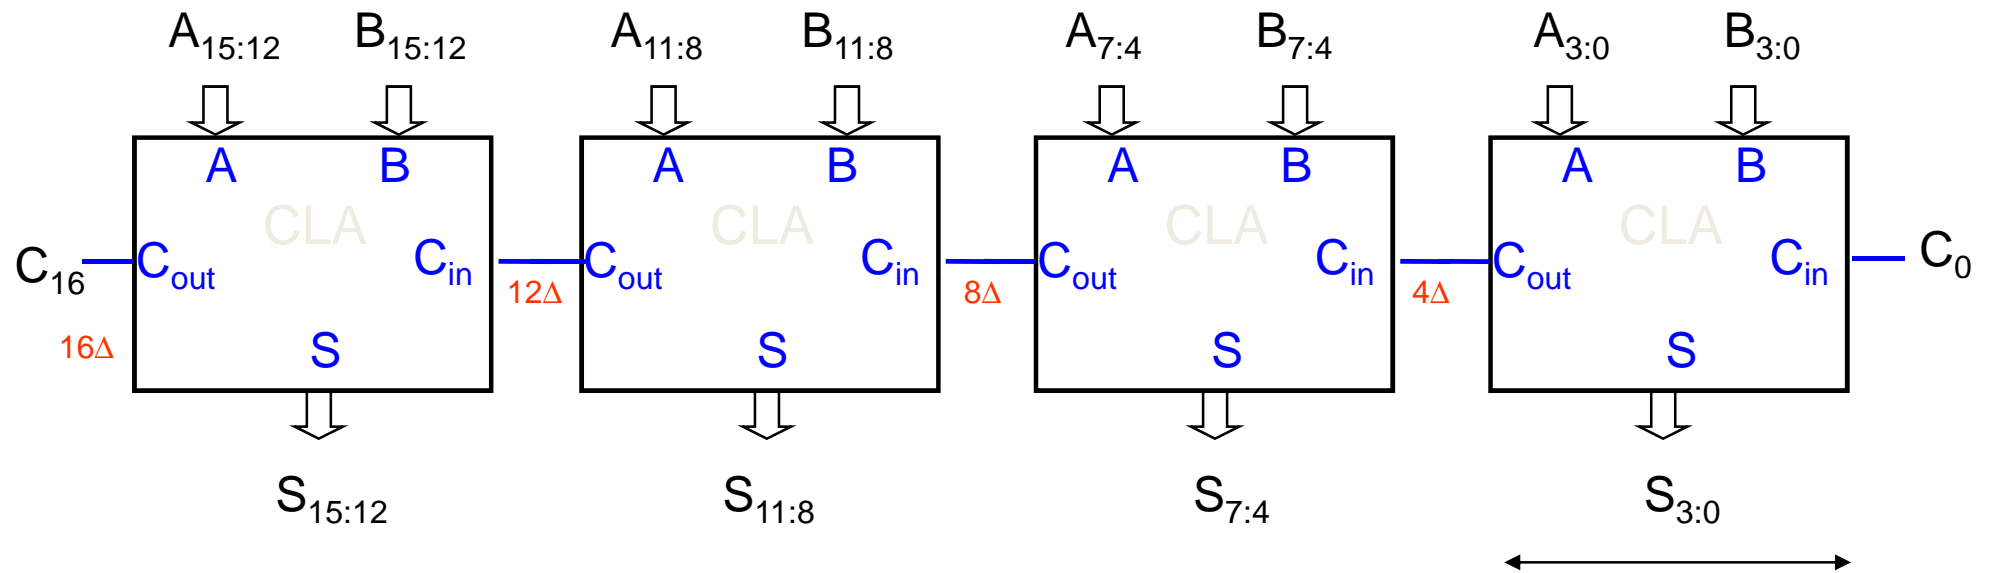 A15:12 B15:12 A11:8 B11:8 A7:4 B7:4 A3:0 B3:0
A B A B A B A B
CLA CLA CLA CLA
C16 Cout Cin Cout Cin Cout Cin Cout Cin C0
12Δ 8Δ 4Δ
16Δ S S S S
S15:12 S11:8 S7:4 S3:0